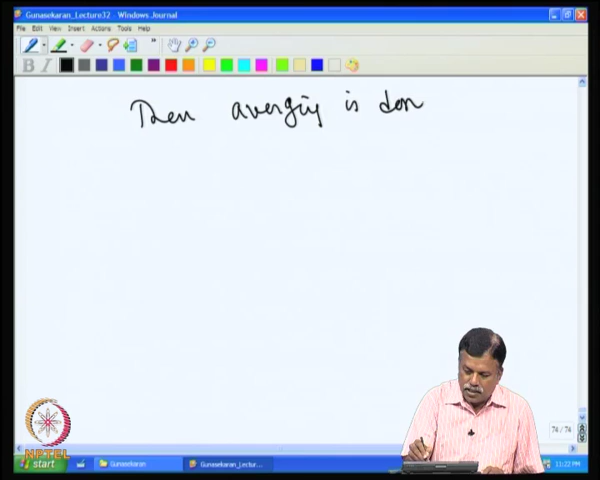 Gunasekaran_Lecture32 Windows Journal
File Edit View Insert Actions Tools Help
B I
Then averging is don
74 / 74
NPTEL
start
Gunasekaran
Gunasekaran_Lectur...
11:22 PM